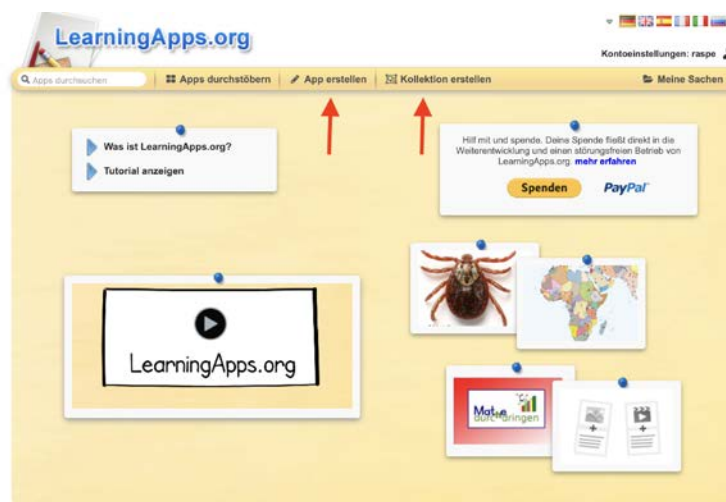 LearningApps.org
Kontoeinstellungen: raspe
Apps durchsuchen
Apps durchstöbern
App erstellen
Kollektion erstellen
Meine Sachen
Was ist LearningApps.org?
Tutorial anzeigen
Hilf mit und spende. Deine Spende fließt direkt in die
Weiterentwicklung und einen störungsfreien Betrieb von
LearningApps.org. mehr erfahren
Spenden
PayPal
LearningApps.org